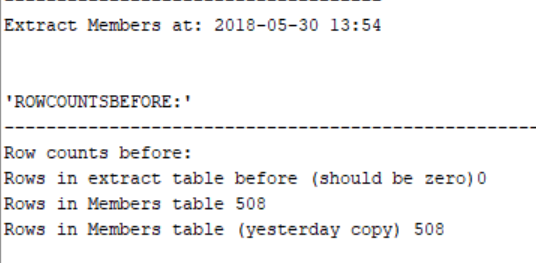 ------------------------------------
Extract Members at: 2018-05-30 13:54
'ROWCOUNTSBEFORE:'
---------------------------------------------------
Row counts before:
Rows in extract table before (should be zero)0
Rows in Members table 508
Rows in Members table (yesterday copy) 508